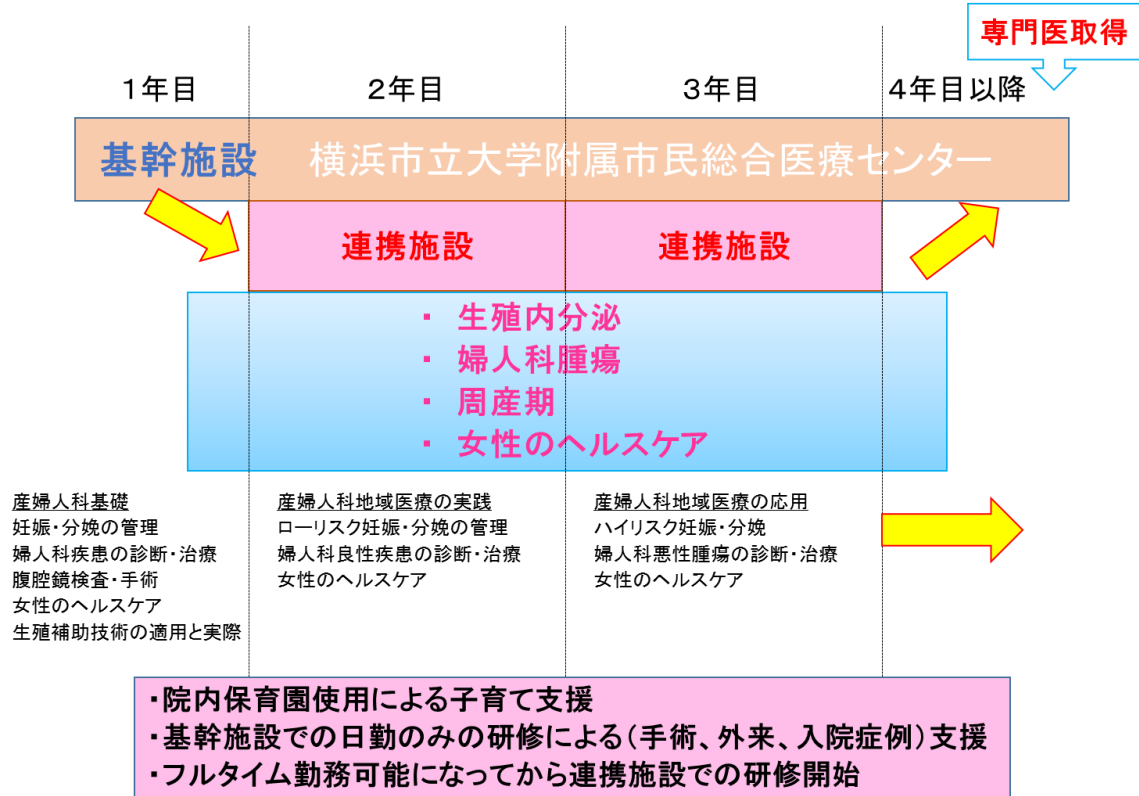 専門医取得
1年目
2年目
3年目
4年目以降
基幹施設 横浜市立大学附属市民総合医療センター
連携施設
連携施設
・ 生殖内分泌
・ 婦人科腫瘍
・ 周産期
・ 女性のヘルスケア
産婦人科基礎
妊娠・分娩の管理
婦人科疾患の診断・治療
腹腔鏡検査・手術
女性のヘルスケア
生殖補助技術の適用と実際
産婦人科地域医療の実践
ローリスク妊娠・分娩の管理
婦人科良性疾患の診断・治療
女性のヘルスケア
産婦人科地域医療の応用
ハイリスク妊娠・分娩
婦人科悪性腫瘍の診断・治療
女性のヘルスケア
・院内保育園使用による子育て支援
・基幹施設での日勤のみの研修による(手術、外来、入院症例)支援
・フルタイム勤務可能になってから連携施設での研修開始